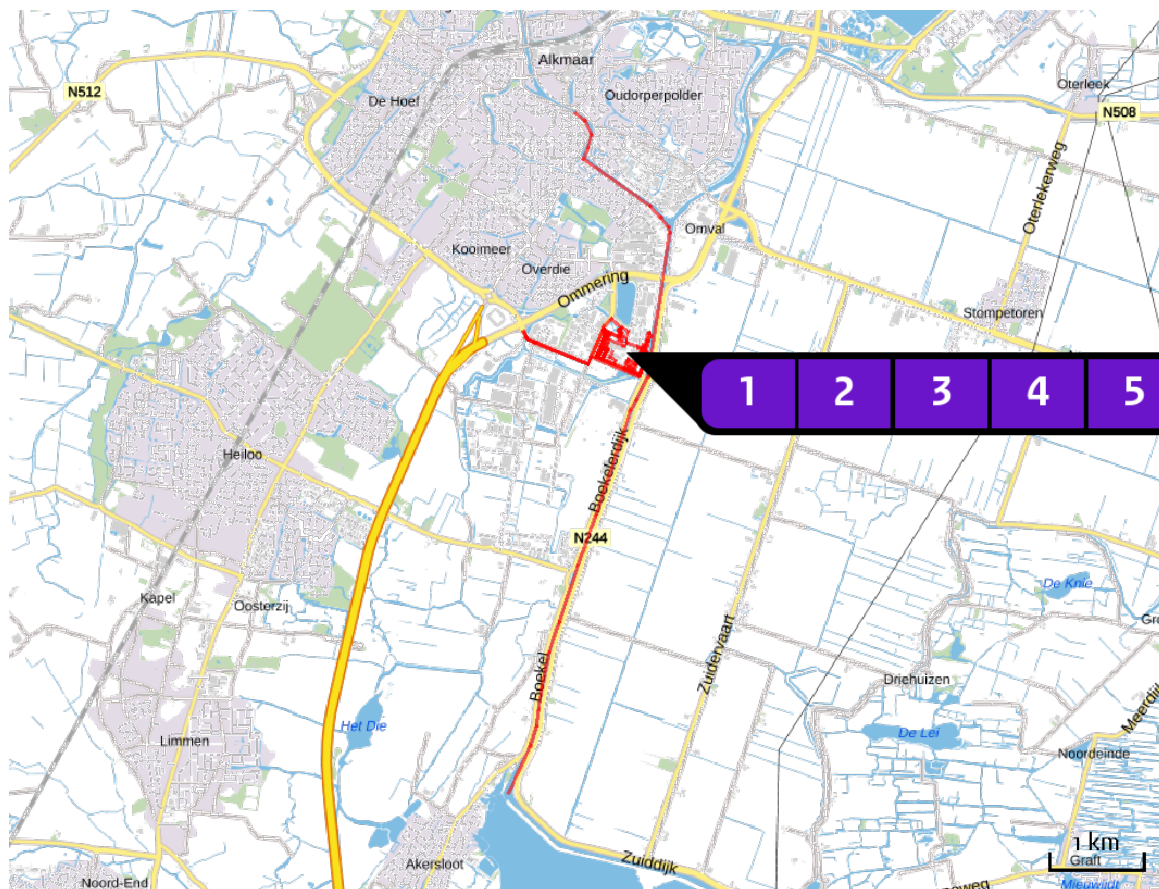 Alkmaar
Oudorperpolder
Oterleek
N512
De Hoef
N508
Oterlekerweg
Omval
Kooimeer
Overdie
Ommering
Stompetoren
1 2 3 4 5
Heiloo
Boekelerdijk
N244
De Knie
Kapel
Oosterzij
Zuidervaart
Boekel
Driehuizen
Meerdij
Het Die
De Lei
Limmen
Noordeinde
1 km
Graft
Zuiddijk
Akersloot
Noord-End